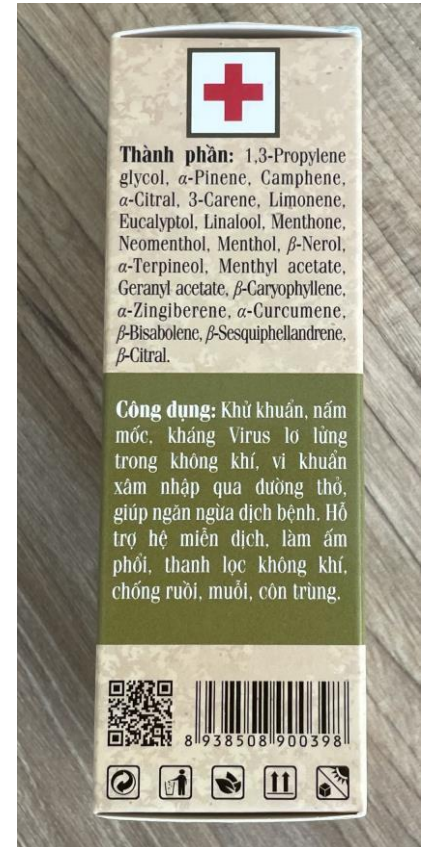 Thành phần: 1,3-Propylene
glycol, α-Pinene, Camphene,
α-Citral, 3-Carene, Limonene,
Eucalyptol, Linalool, Menthone,
Neomenthol, Menthol, β-Nerol,
α-Terpineol, Menthyl acetate,
Geranyl acetate, β-Caryophyllene,
α-Zingiberene, α-Curcumene,
β-Bisabolene, β-Sesquiphellandrene,
β-Citral.
Công dụng: Khử khuẩn, nấm
mốc, kháng Virus lơ lửng
trong không khí, vi khuẩn
xâm nhập qua đường thở,
giúp ngăn ngừa dịch bệnh. Hỗ
trợ hệ miễn dịch, làm ấm
phổi, thanh lọc không khí,
chống ruồi, muỗi, côn trùng.
8 938508 900398